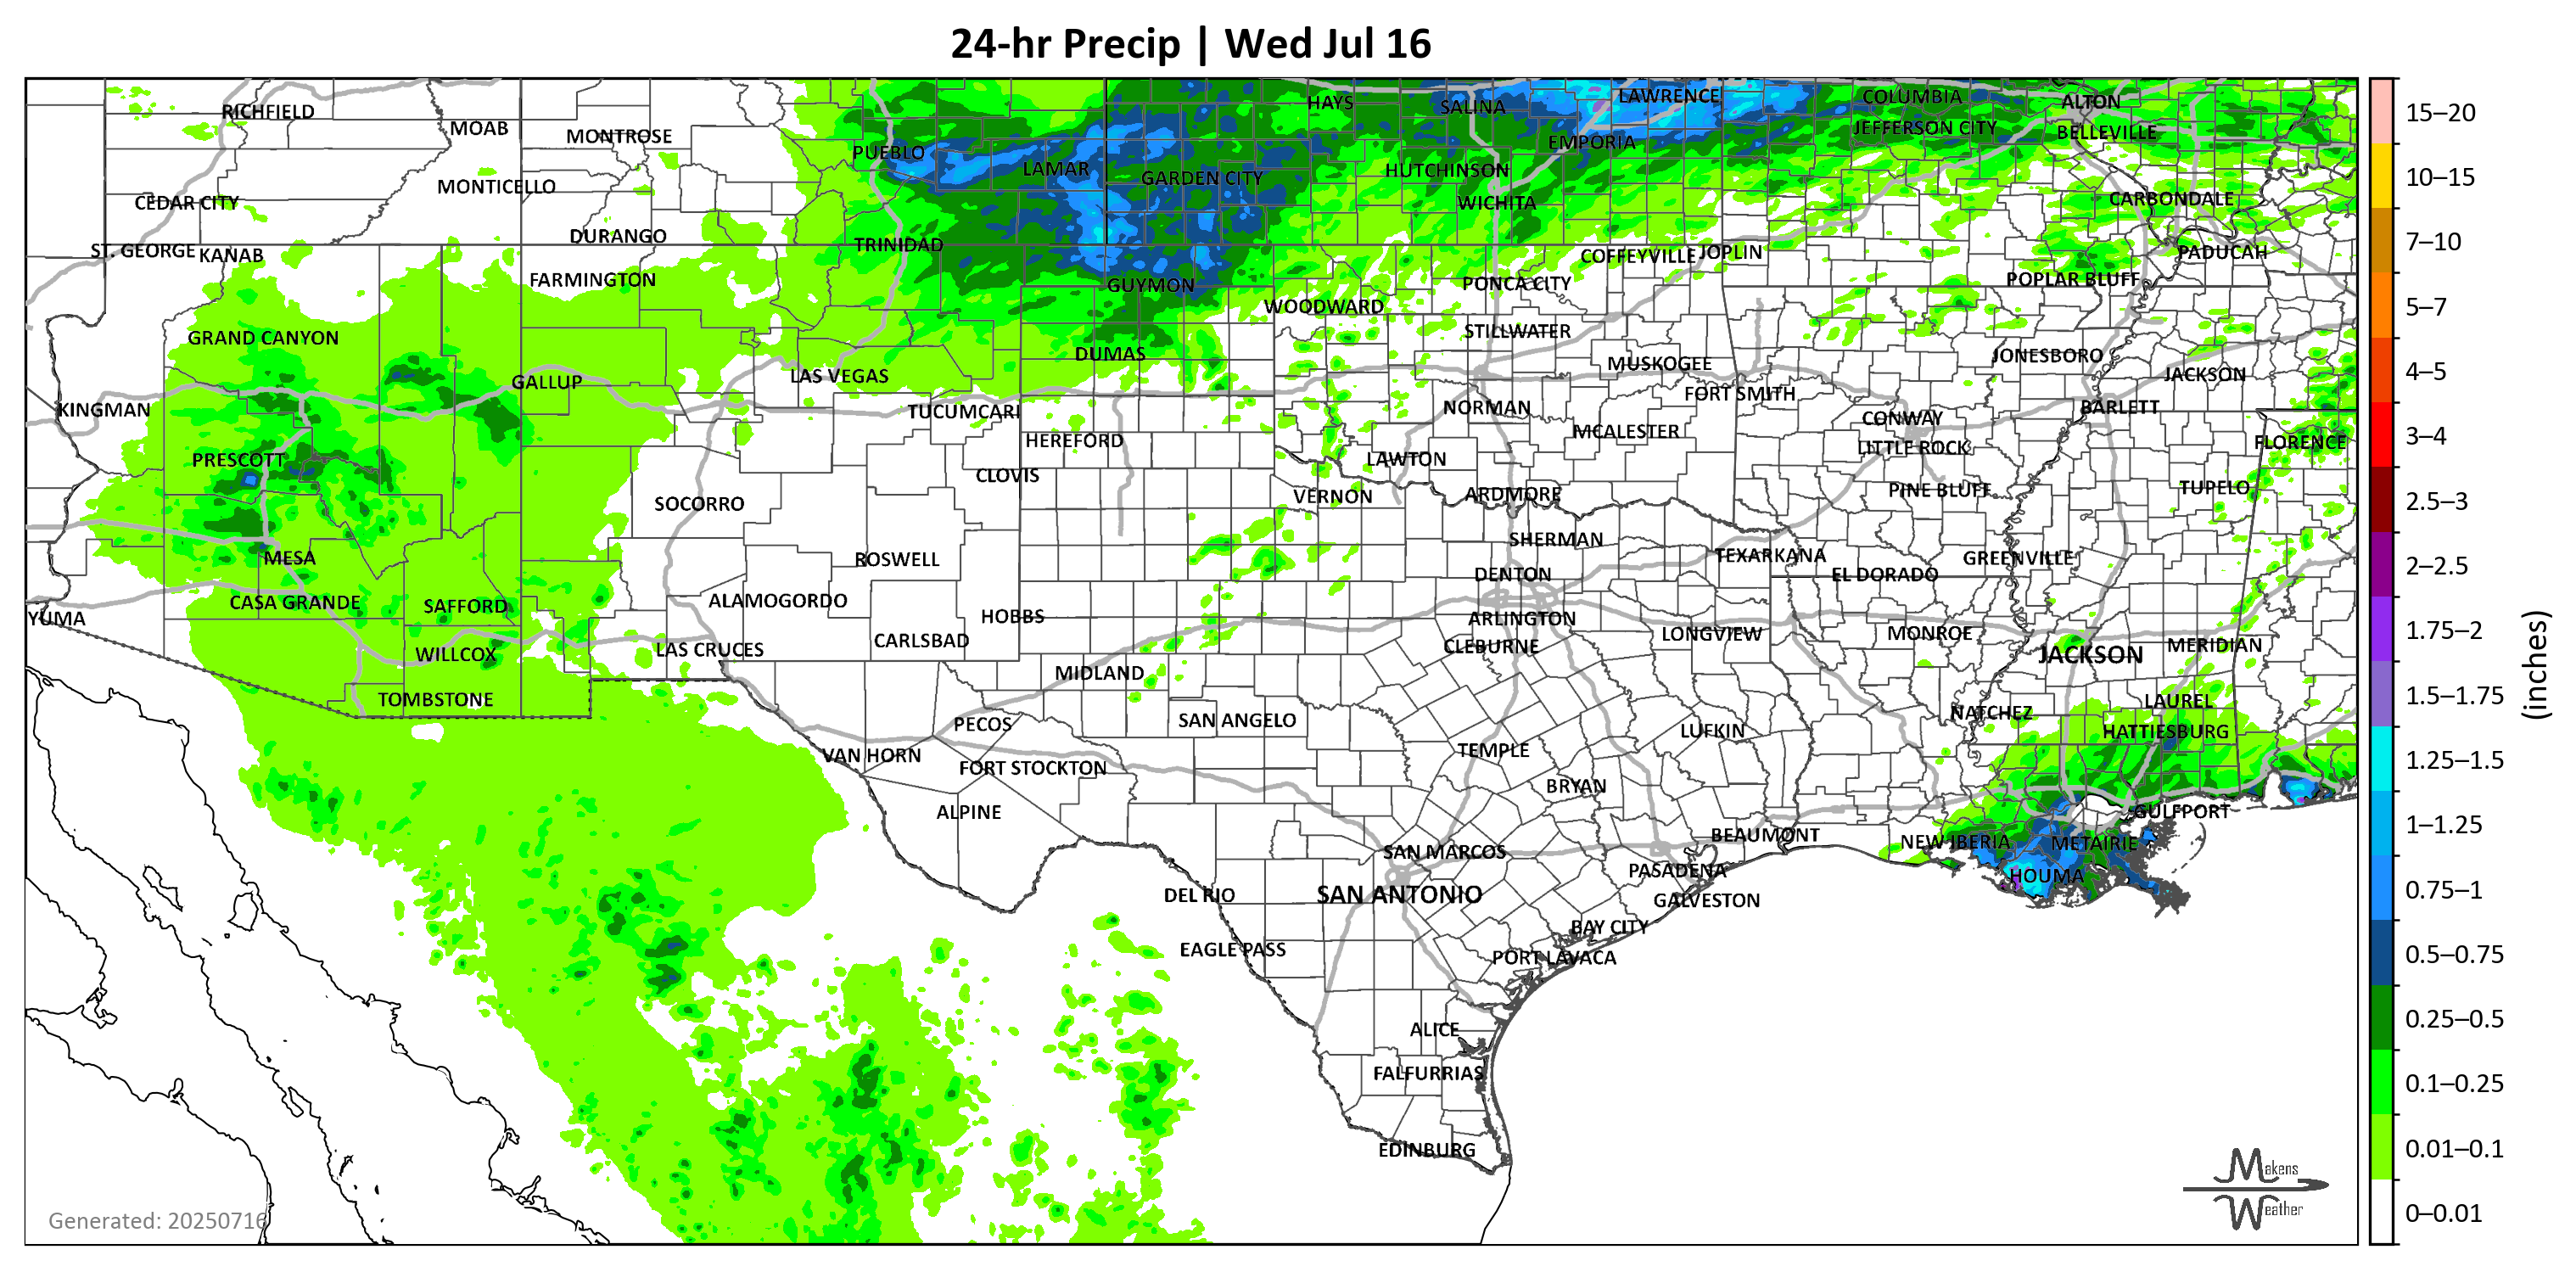 24-hr Precip | Wed Jul 16
RICHFIELD
MOAB
MONTROSE
PUEBLO
LAMAR
GARDEN CITY
HAYS
SALINA
LAWRENCE
EMPORIA
COLUMBIA
JEFFERSON CITY
ALTON
BELLEVILLE
HUTCHINSON
WICHITA
CARBONDALE
MONTICELLO
CEDAR CITY
ST. GEORGE
KANAB
DURANGO
TRINIDAD
FARMINGTON
GUYMON
COFFEYVILLE
JOPLIN
PADUCAH
PONCA CITY
POPLAR BLUFF
WOODWARD
GRAND CANYON
STILLWATER
DUMAS
JONESBORO
MUSKOGEE
JACKSON
GALLUP
LAS VEGAS
FORT SMITH
KINGMAN
TUCUMCARI
NORMAN
BARLETT
CONWAY
MCALESTER
HEREFORD
LITTLE ROCK
FLORENCE
PRESCOTT
LAWTON
CLOVIS
TUPELO
PINE BLUFF
VERNON
ARDMORE
SOCORRO
SHERMAN
MESA
ROSWELL
TEXARKANA
GREENVILLE
DENTON
EL DORADO
CASA GRANDE
SAFFORD
ALAMOGORDO
HOBBS
ARLINGTON
YUMA
LONGVIEW
MONROE
CARLSBAD
CLEBURNE
MERIDIAN
WILLCOX
LAS CRUCES
JACKSON
MIDLAND
TOMBSTONE
LAUREL
NATCHEZ
PECOS
SAN ANGELO
LUFKIN
HATTIESBURG
TEMPLE
VAN HORN
FORT STOCKTON
BRYAN
ALPINE
GULFPORT
BEAUMONT
NEW IBERIA
METAIRIE
SAN MARCOS
PASADENA
HOUMA
DEL RIO
SAN ANTONIO
GALVESTON
BAY CITY
EAGLE PASS
PORT LAVACA
ALICE
FALFURRIAS
EDINBURG
Generated: 20250716
Makens
Weather
15–20
10–15
7–10
5–7
4–5
3–4
2.5–3
2–2.5
1.75–2
1.5–1.75
1.25–1.5
1–1.25
0.75–1
0.5–0.75
0.25–0.5
0.1–0.25
0.01–0.1
0–0.01
(inches)